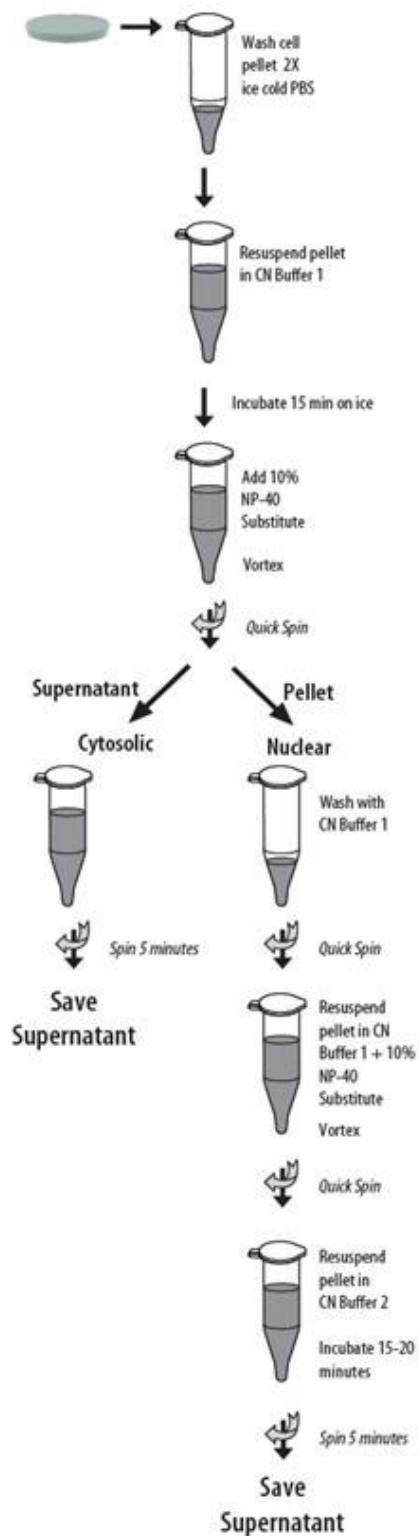 Wash cell
pellet 2X
ice cold PBS
Resuspend pellet
in CN Buffer 1
Incubate 15 min on ice
Add 10%
NP-40
Substitute
Vortex
Quick Spin
Supernatant
Pellet
Cytosolic
Nuclear
Wash with
CN Buffer 1
Spin 5 minutes
Quick Spin
Save
Supernatant
Resuspend
pellet in CN
Buffer 1 + 10%
NP-40
Substitute
Vortex
Quick Spin
Resuspend
pellet in
CN Buffer 2
Incubate 15-20
minutes
Spin 5 minutes
Save
Supernatant